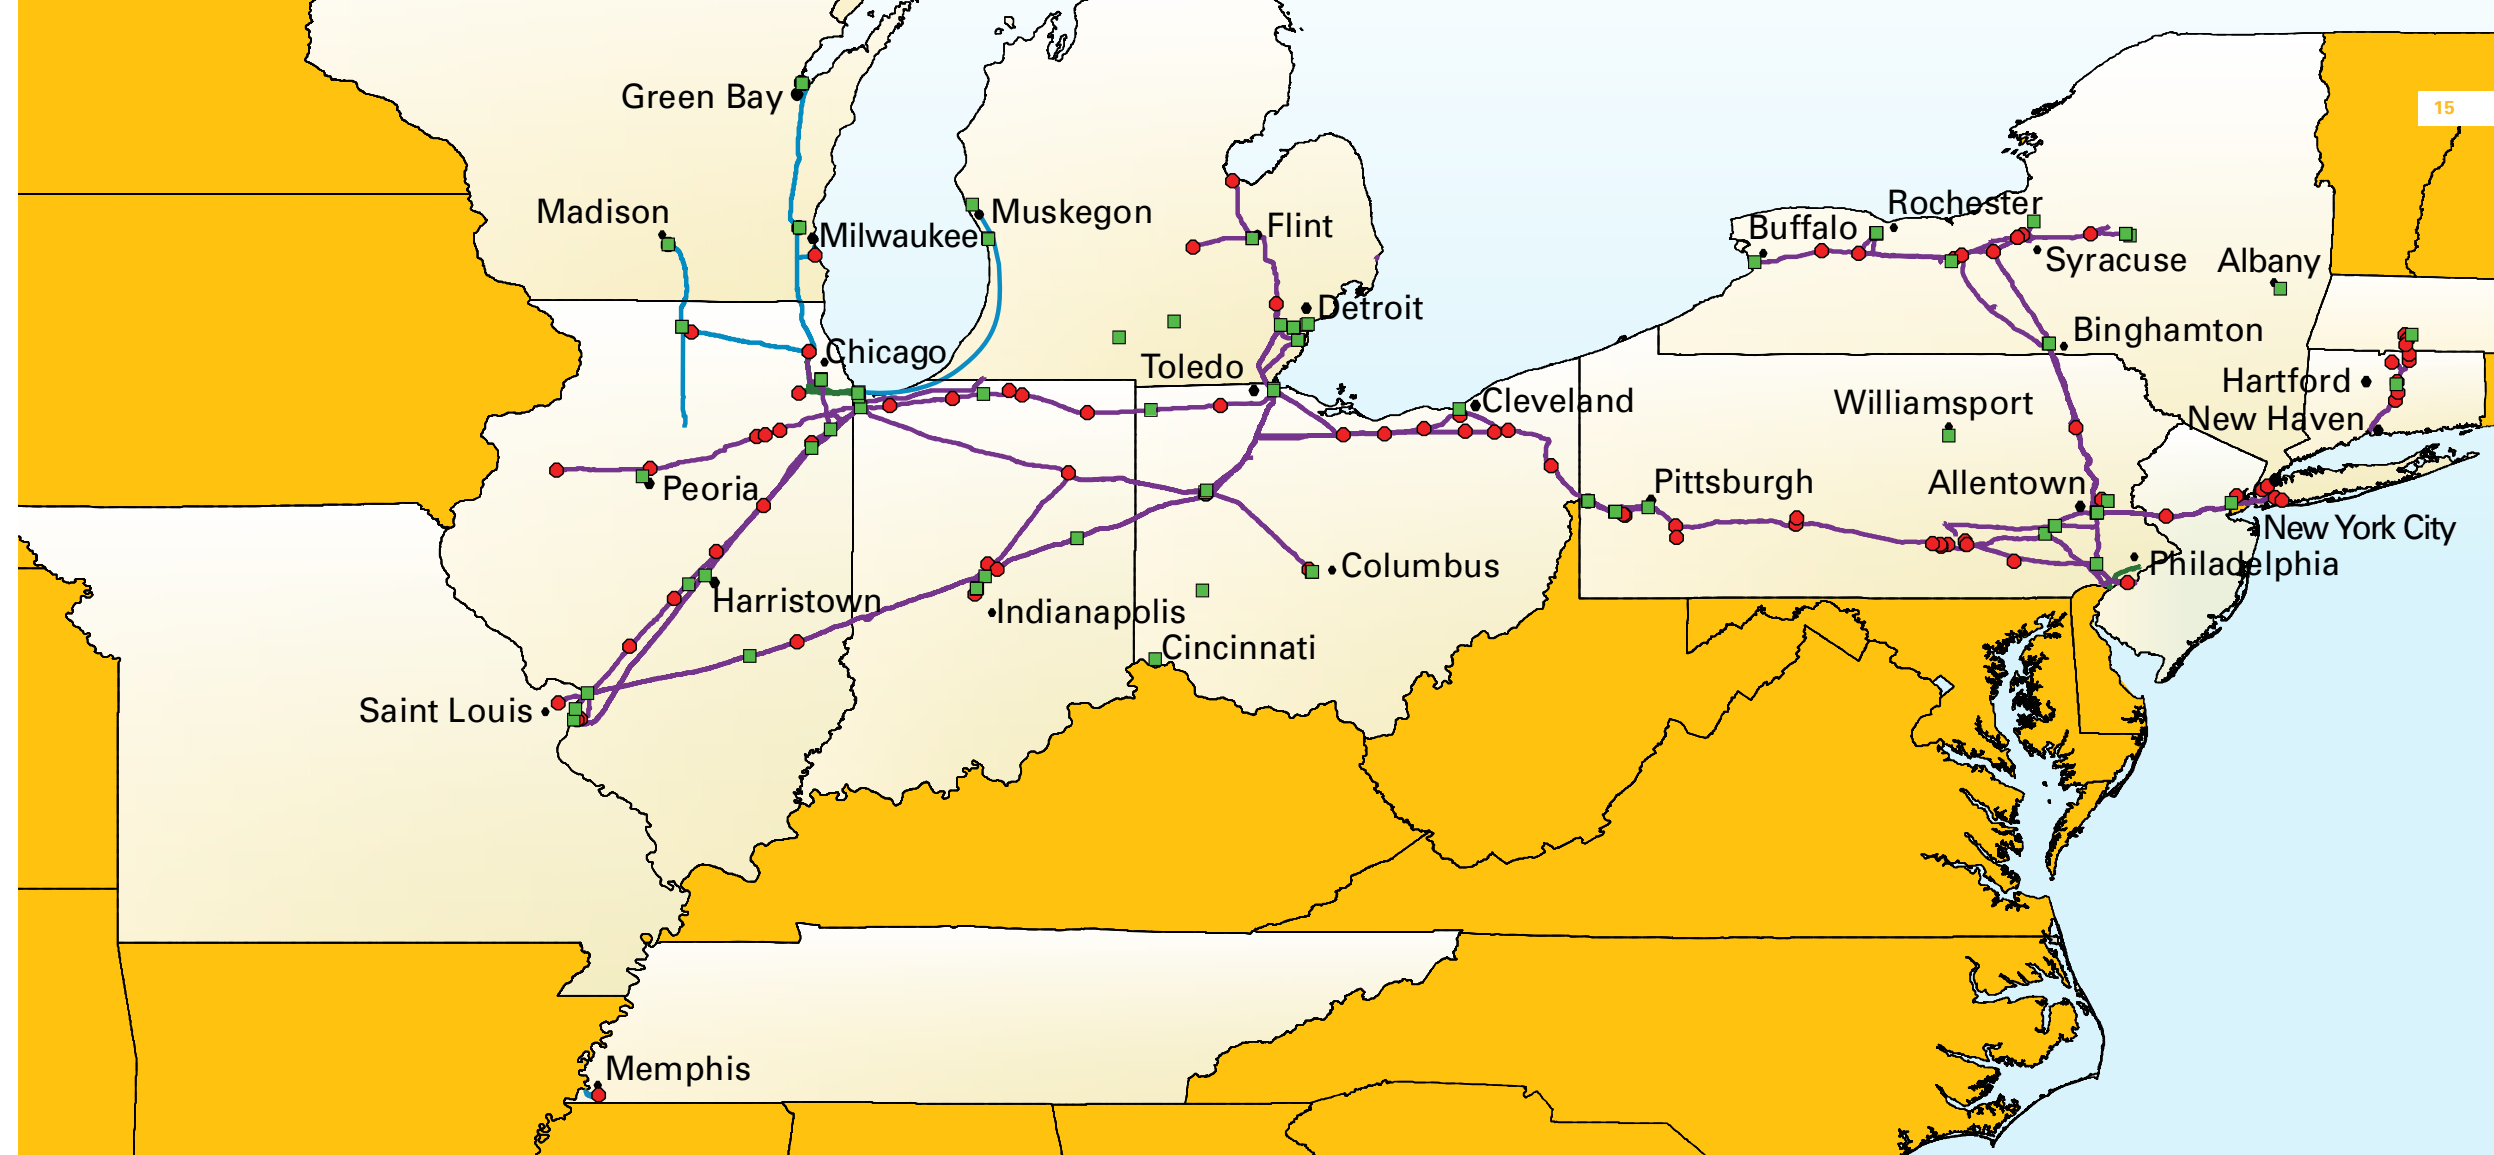 Green Bay
15
Madison
Muskegon
Rochester
Milwaukee
Flint
Buffalo
Syracuse
Albany
Detroit
Binghamton
Chicago
Toledo
Hartford
Cleveland
Williamsport
New Haven
Peoria
Pittsburgh
Allentown
New York City
Columbus
Philadelphia
Harristown
Indianapolis
Cincinnati
Saint Louis
Memphis